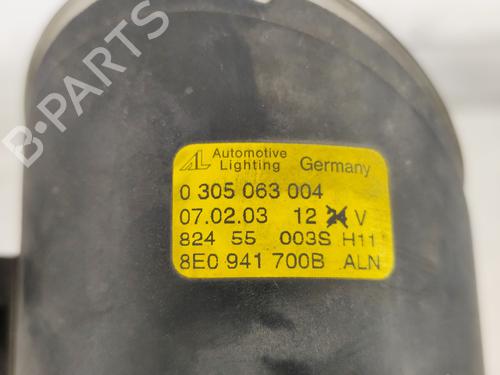 B-PARTS
AL Automotive Lighting Germany
0 305 063 004
07.02.03 12 24 V
824 55 003S H11
8E0 941 700B ALN